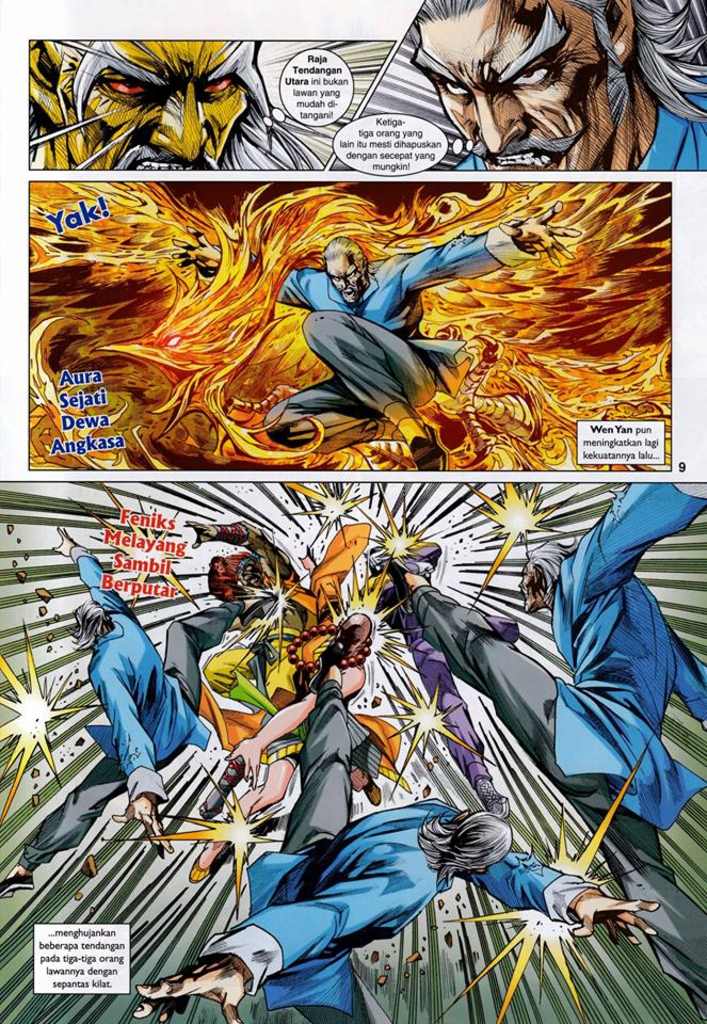 Raja
Tendangan
Utara ini bukan
lawan yang
mudah di-
tangani!
Ketiga-
tiga orang yang
lain itu mesti dihapuskan
dengan secepat yang
mungkin!
Yak!
Aura
Sejati
Dewa
Angkasa
Wen Yan pun
meningkatkan lagi
kekuatannya lalu...
9
Feniks
Melayang
Sambil
Berputar
...menghujankan
beberapa tendangan
pada tiga orang
lawannya dengan
sepantas kilat.